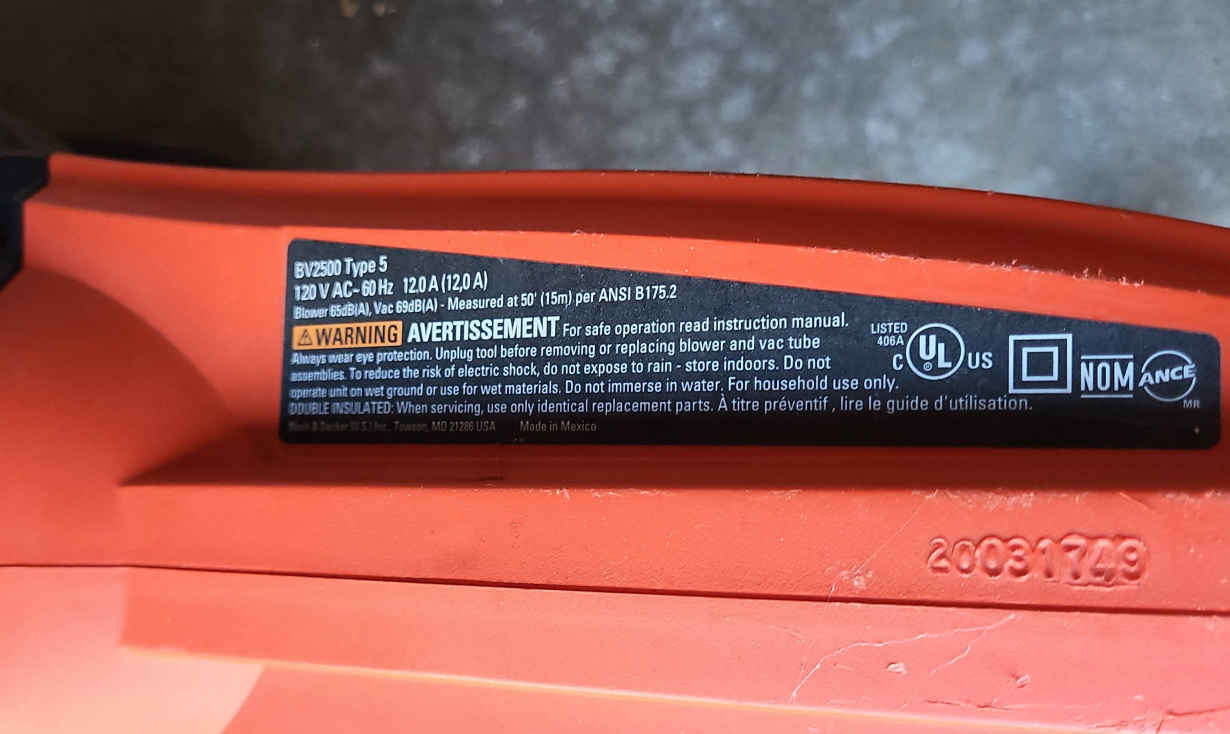 BV2500 Type 5
120 V AC~ 60 Hz 12.0 A (12,0 A)
Blower 65dB(A), Vac 69dB(A) - Measured at 50' (15m) per ANSI B175.2
WARNING AVERTISSEMENT For safe operation read instruction manual.
Always wear eye protection. Unplug tool before removing or replacing blower and vac tube
assemblies. To reduce the risk of electric shock, do not expose to rain - store indoors. Do not
operate unit on wet ground or use for wet materials. Do not immerse in water. For household use only.
DOUBLE INSULATED: When servicing, use only identical replacement parts. À titre préventif , lire le guide d'utilisation.
Black & Decker (U.S.) Inc., Towson, MD 21286 USA Made in Mexico
LISTED
406A
C UL US
®
NOM
ANCE
MR
20031749